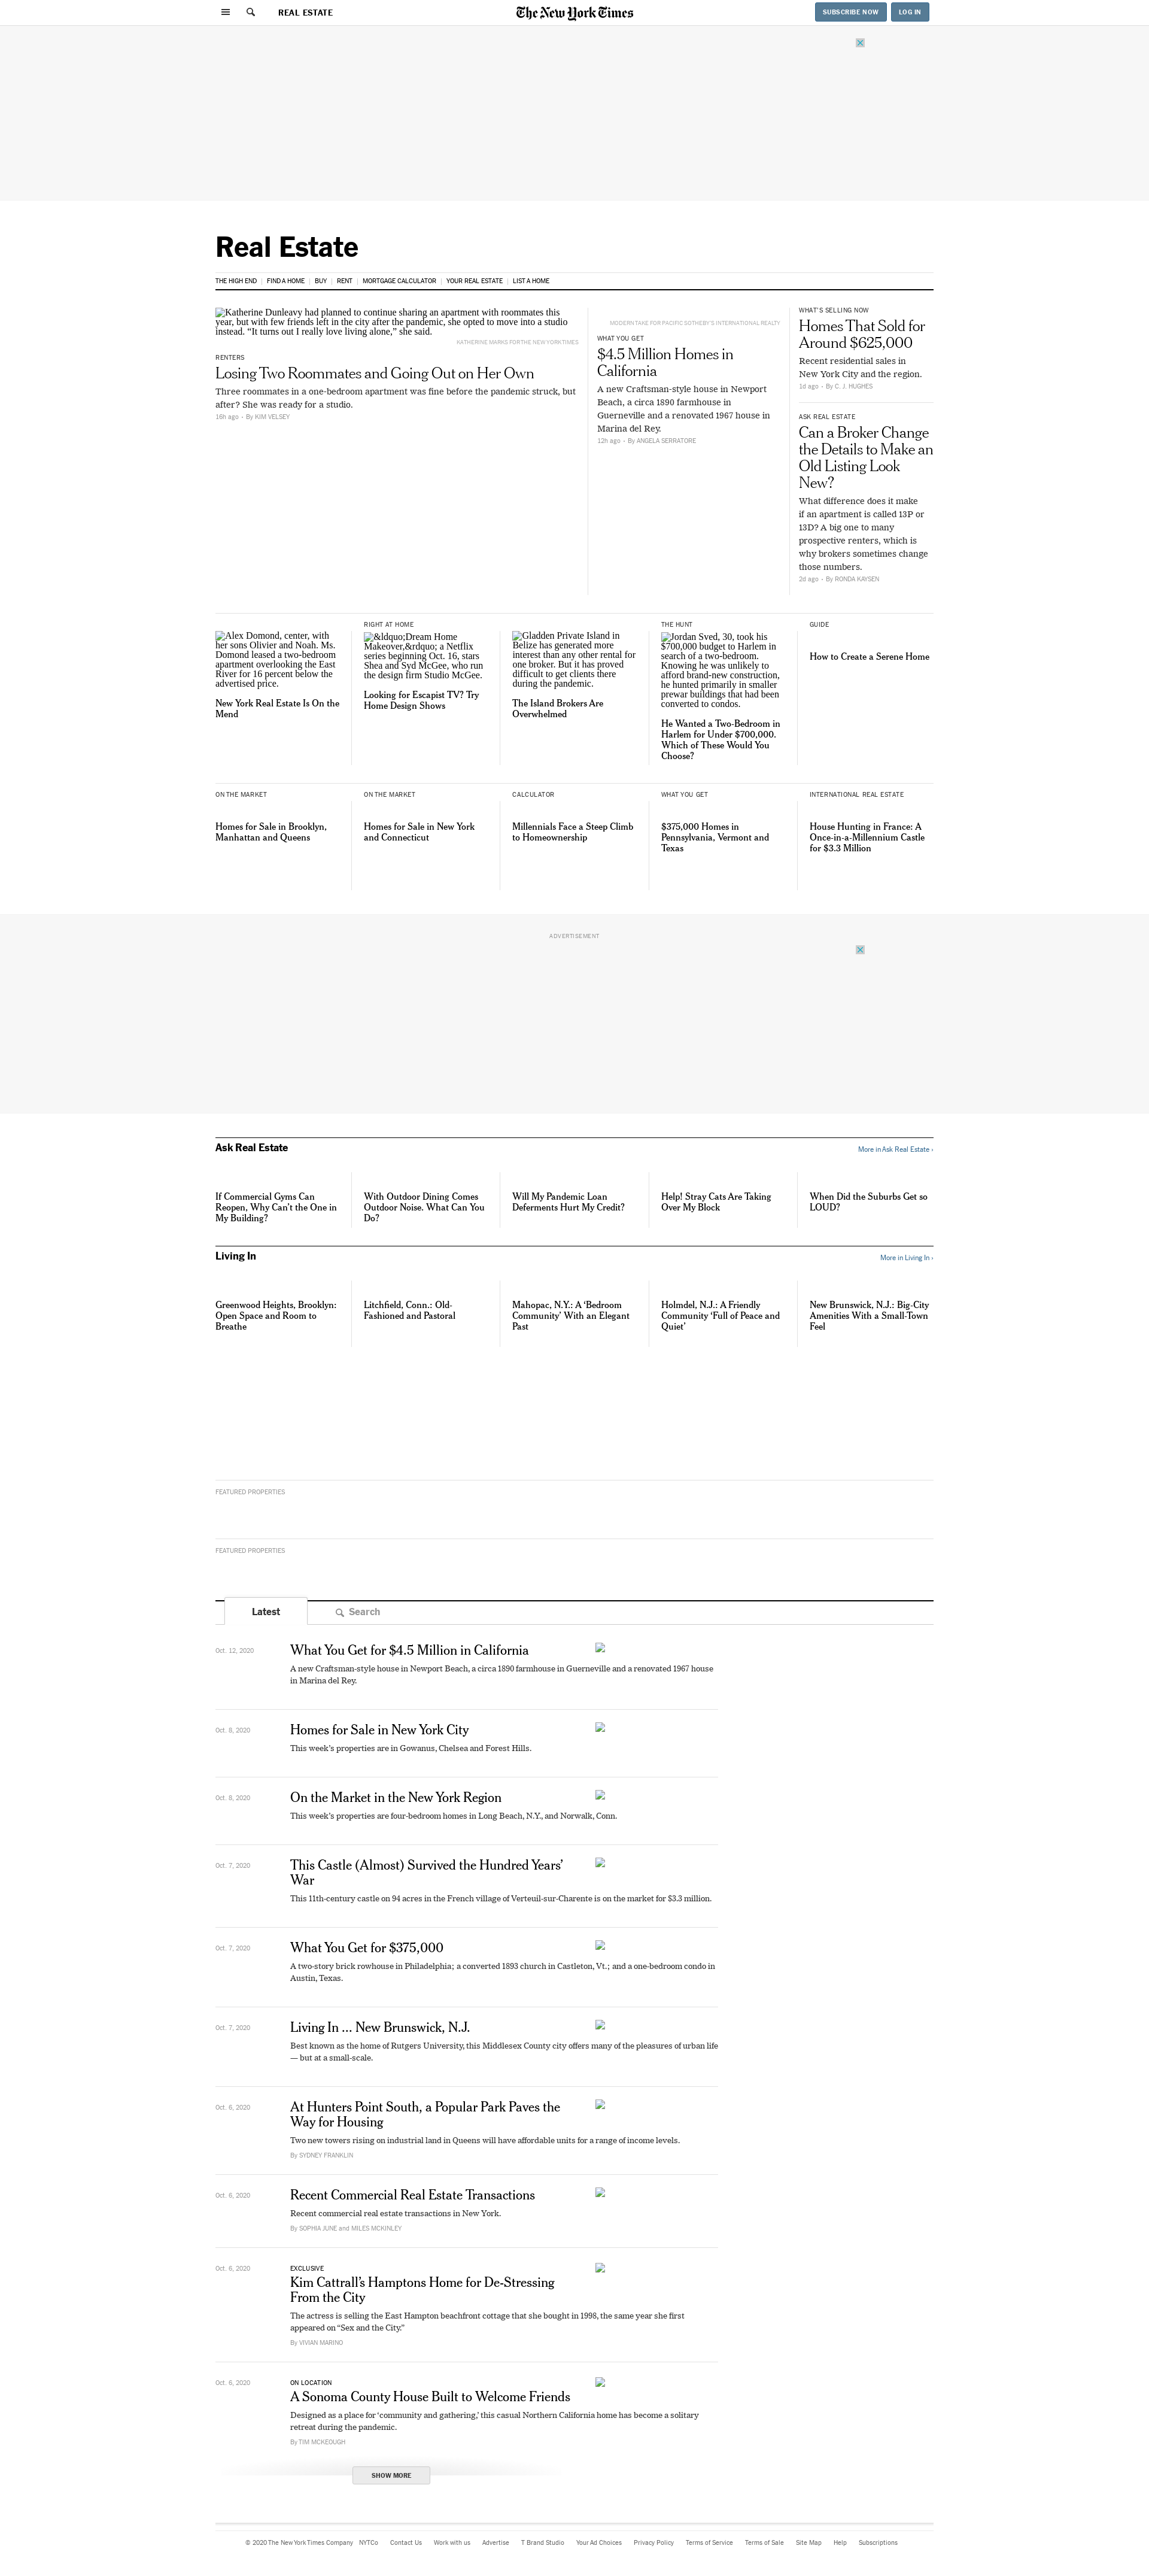 REAL ESTATE
The New York Times
SUBSCRIBE NOW
LOG IN
Real Estate
THE HIGH END
FIND A HOME
BUY
RENT
MORTGAGE CALCULATOR
YOUR REAL ESTATE
LIST A HOME
Katherine Dunleavy had planned to continue sharing an apartment with roommates this
year, but with few friends left in the city after the pandemic, she opted to move into a studio
instead. “It turns out I really love living alone,” she said.
KATHERINE MARKS FOR THE NEW YORK TIMES
RENTERS
Losing Two Roommates and Going Out on Her Own
Three roommates in a one-bedroom apartment was fine before the pandemic struck, but
after? She was ready for a studio.
16h ago • By KIM VELSEY
MODERN TAKE FOR PACIFIC SOTHEBY'S INTERNATIONAL REALTY
WHAT YOU GET
$4.5 Million Homes in
California
A new Craftsman-style house in Newport
Beach, a circa 1890 farmhouse in
Guerneville and a renovated 1967 house in
Marina del Rey.
12h ago • By ANGELA SERRATORE
WHAT'S SELLING NOW
Homes That Sold for
Around $625,000
Recent residential sales in
New York City and the region.
1d ago • By C. J. HUGHES
ASK REAL ESTATE
Can a Broker Change
the Details to Make an
Old Listing Look
New?
What difference does it make
if an apartment is called 13P or
13D? A big one to many
prospective renters, which is
why brokers sometimes change
those numbers.
2d ago • By RONDA KAYSEN
Alex Domond, center, with
her sons Olivier and Noah. Ms.
Domond leased a two-bedroom
apartment overlooking the East
River for 16 percent below the
advertised price.
New York Real Estate Is On the
Mend
RIGHT AT HOME
&ldquo;Dream Home
Makeover,&rdquo; a Netflix
series beginning Oct. 16, stars
Shea and Syd McGee, who run
the design firm Studio McGee.
Looking for Escapist TV? Try
Home Design Shows
Gladden Private Island in
Belize has generated more
interest than any other rental for
one broker. But it has proved
difficult to get clients there
during the pandemic.
The Island Brokers Are
Overwhelmed
THE HUNT
Jordan Sved, 30, took his
$700,000 budget to Harlem in
search of a two-bedroom.
Knowing he was unlikely to
afford brand-new construction,
he hunted primarily in smaller
prewar buildings that had been
converted to condos.
He Wanted a Two-Bedroom in
Harlem for Under $700,000.
Which of These Would You
Choose?
GUIDE
How to Create a Serene Home
ON THE MARKET
Homes for Sale in Brooklyn,
Manhattan and Queens
ON THE MARKET
Homes for Sale in New York
and Connecticut
CALCULATOR
Millennials Face a Steep Climb
to Homeownership
WHAT YOU GET
$375,000 Homes in
Pennsylvania, Vermont and
Texas
INTERNATIONAL REAL ESTATE
House Hunting in France: A
Once-in-a-Millennium Castle
for $3.3 Million
ADVERTISEMENT
Ask Real Estate
More in Ask Real Estate ›
If Commercial Gyms Can
Reopen, Why Can't the One in
My Building?
With Outdoor Dining Comes
Outdoor Noise. What Can You
Do?
Will My Pandemic Loan
Deferments Hurt My Credit?
Help! Stray Cats Are Taking
Over My Block
When Did the Suburbs Get so
LOUD?
Living In
More in Living In ›
Greenwood Heights, Brooklyn:
Open Space and Room to
Breathe
Litchfield, Conn.: Old-
Fashioned and Pastoral
Mahopac, N.Y.: A ‘Bedroom
Community’ With an Elegant
Past
Holmdel, N.J.: A Friendly
Community ‘Full of Peace and
Quiet’
New Brunswick, N.J.: Big-City
Amenities With a Small-Town
Feel
FEATURED PROPERTIES
FEATURED PROPERTIES
Latest
Search
Oct. 12, 2020
What You Get for $4.5 Million in California
A new Craftsman-style house in Newport Beach, a circa 1890 farmhouse in Guerneville and a renovated 1967 house
in Marina del Rey.
Oct. 8, 2020
Homes for Sale in New York City
This week’s properties are in Gowanus, Chelsea and Forest Hills.
Oct. 8, 2020
On the Market in the New York Region
This week’s properties are four-bedroom homes in Long Beach, N.Y., and Norwalk, Conn.
Oct. 7, 2020
This Castle (Almost) Survived the Hundred Years’
War
This 11th-century castle on 94 acres in the French village of Verteuil-sur-Charente is on the market for $3.3 million.
Oct. 7, 2020
What You Get for $375,000
A two-story brick rowhouse in Philadelphia; a converted 1893 church in Castleton, Vt.; and a one-bedroom condo in
Austin, Texas.
Oct. 7, 2020
Living In ... New Brunswick, N.J.
Best known as the home of Rutgers University, this Middlesex County city offers many of the pleasures of urban life
— but at a small-scale.
Oct. 6, 2020
At Hunters Point South, a Popular Park Paves the
Way for Housing
Two new towers rising on industrial land in Queens will have affordable units for a range of income levels.
By SYDNEY FRANKLIN
Oct. 6, 2020
Recent Commercial Real Estate Transactions
Recent commercial real estate transactions in New York.
By SOPHIA JUNE and MILES MCKINLEY
Oct. 6, 2020
EXCLUSIVE
Kim Cattrall’s Hamptons Home for De-Stressing
From the City
The actress is selling the East Hampton beachfront cottage that she bought in 1998, the same year she first
appeared on “Sex and the City.”
By VIVIAN MARINO
Oct. 6, 2020
ON LOCATION
A Sonoma County House Built to Welcome Friends
Designed as a place for ‘community and gathering,’ this casual Northern California home has become a solitary
retreat during the pandemic.
By TIM MCKEOUGH
SHOW MORE
© 2020 The New York Times Company
NYTCo
Contact Us
Work with us
Advertise
T Brand Studio
Your Ad Choices
Privacy Policy
Terms of Service
Terms of Sale
Site Map
Help
Subscriptions